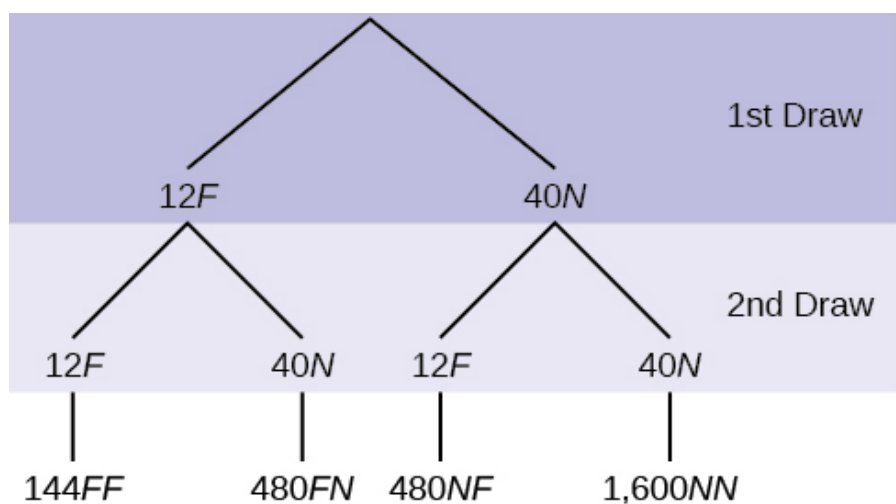 1st Draw
12F
40N
2nd Draw
12F
40N
12F
40N
144FF
480FN
480NF
1,600NN